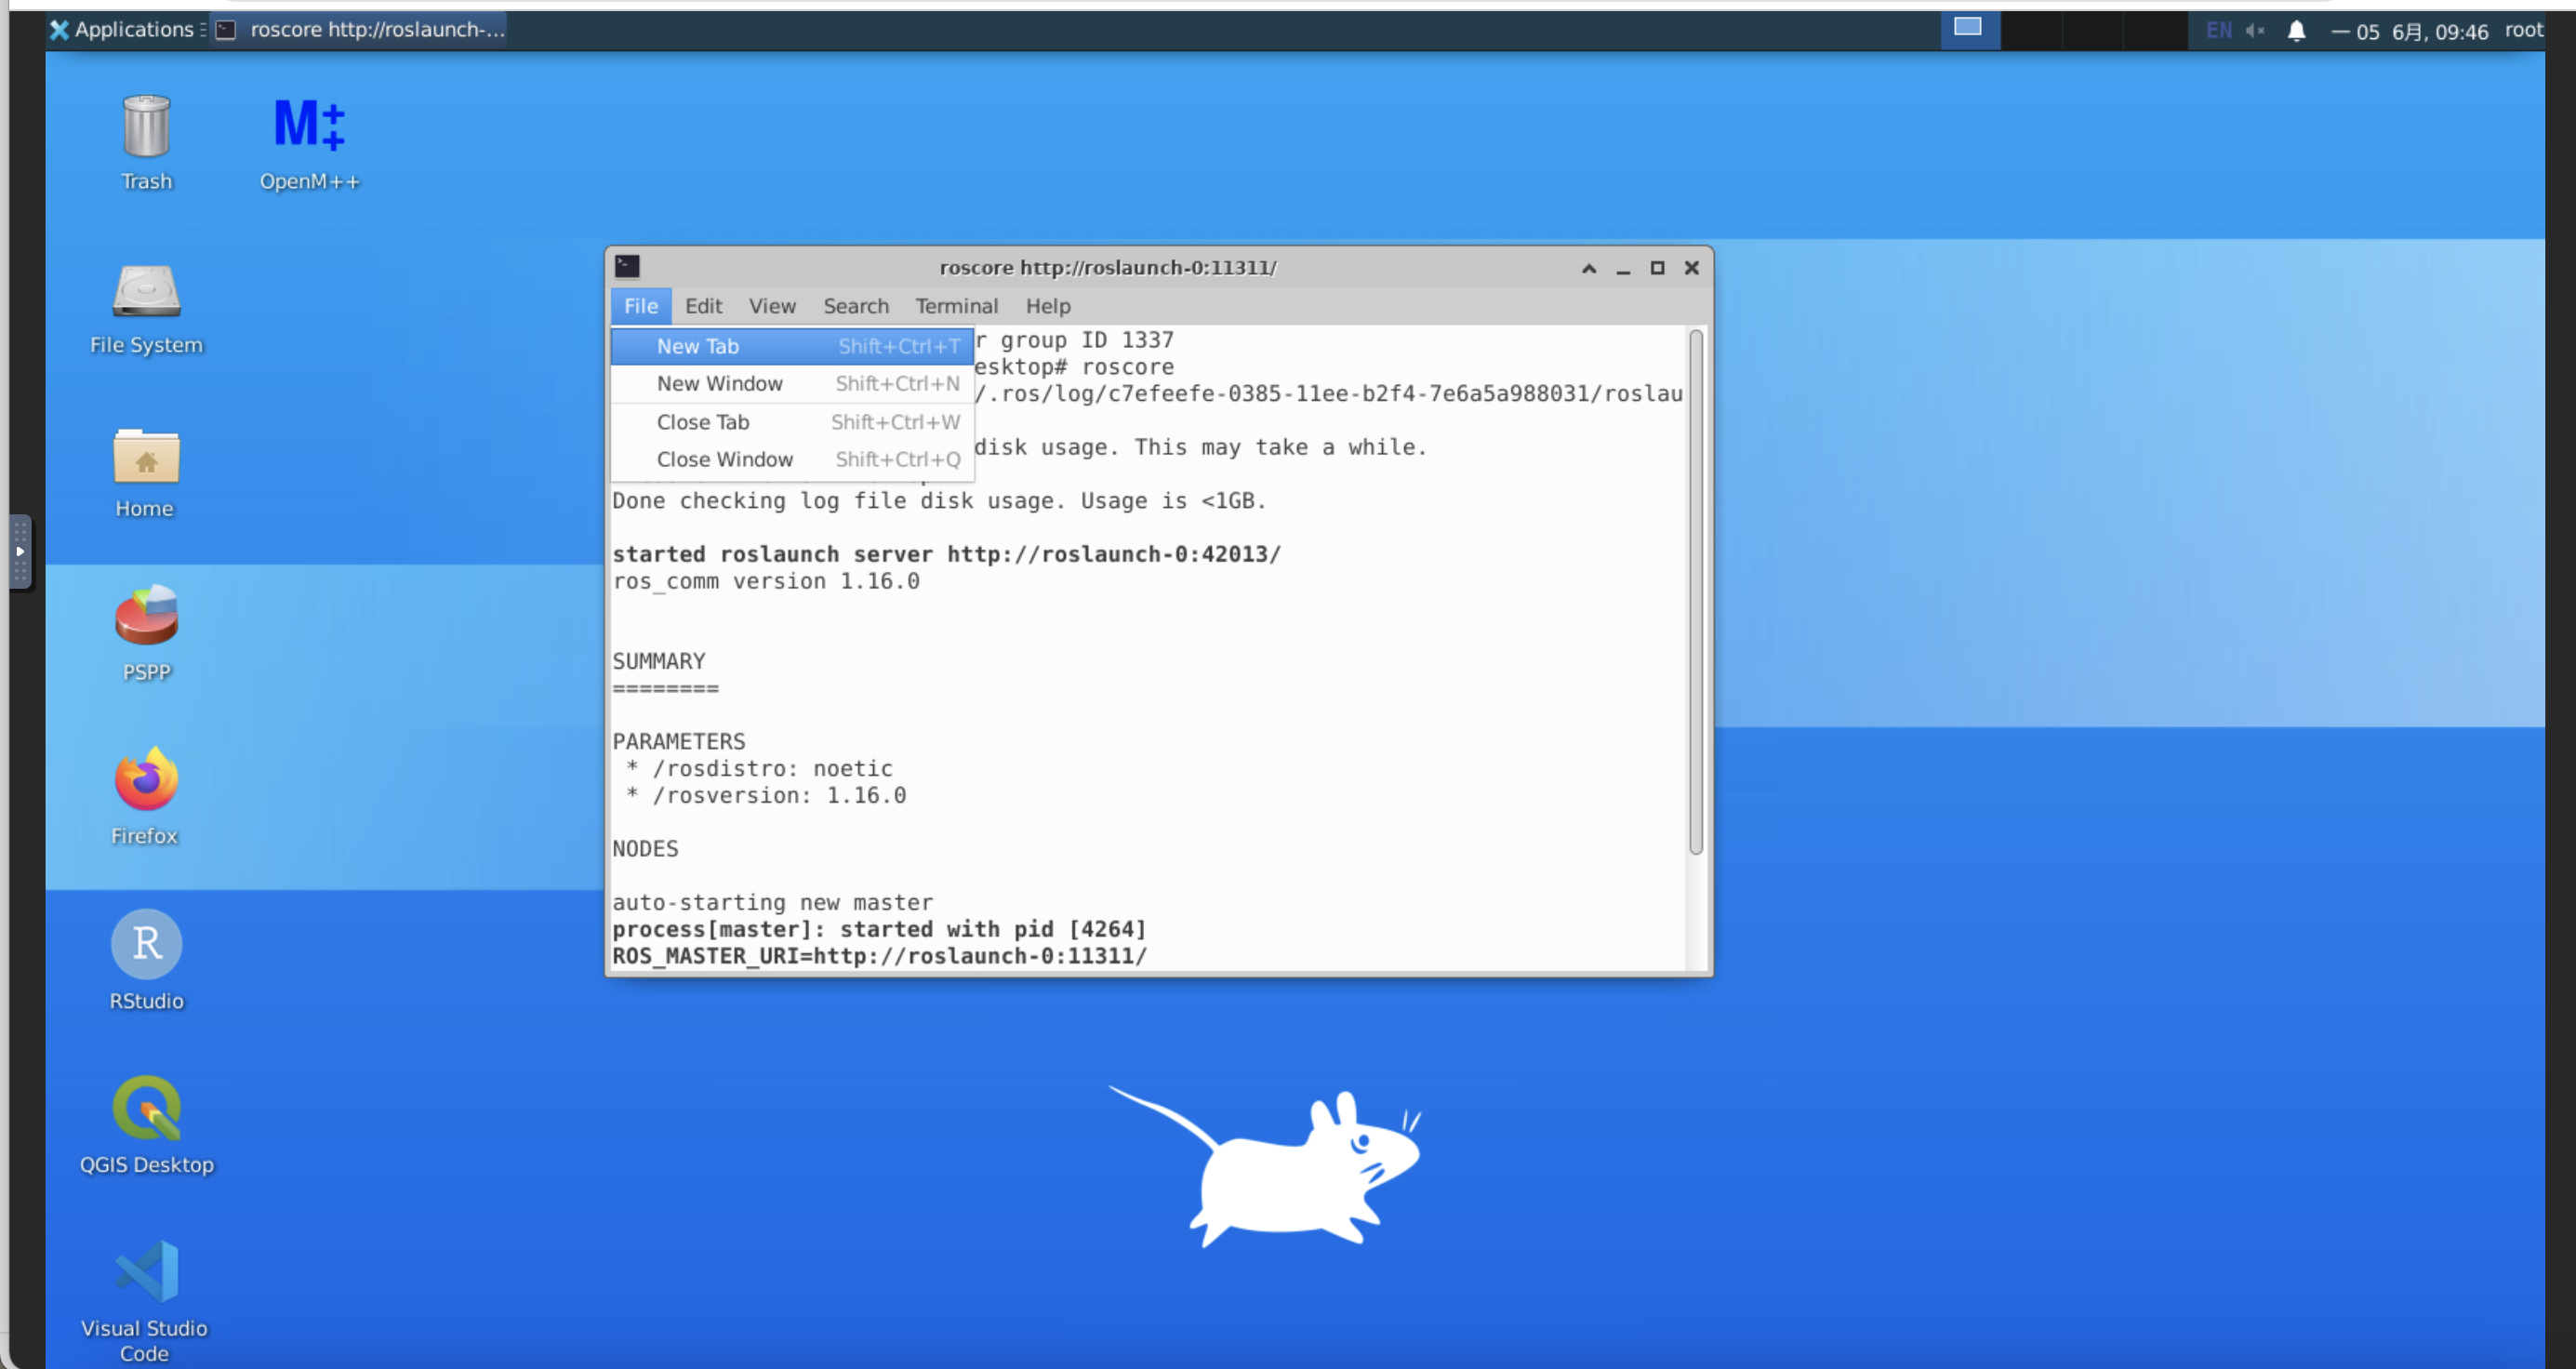 Applications
roscore http://roslaunch-...
EN
— 05 6月, 09:46
root
Trash
OpenM++
File System
Home
PSPP
Firefox
RStudio
QGIS Desktop
Visual Studio
Code
roscore http://roslaunch-0:11311/
File Edit View Search Terminal Help
New Tab Shift+Ctrl+T
New Window Shift+Ctrl+N
Close Tab Shift+Ctrl+W
Close Window Shift+Ctrl+Q
r group ID 1337
esktop# roscore
/.ros/log/c7efeefe-0385-11ee-b2f4-7e6a5a988031/roslau
disk usage. This may take a while.
Done checking log file disk usage. Usage is <1GB.
started roslaunch server http://roslaunch-0:42013/
ros_comm version 1.16.0
SUMMARY
========
PARAMETERS
* /rosdistro: noetic
* /rosversion: 1.16.0
NODES
auto-starting new master
process[master]: started with pid [4264]
ROS_MASTER_URI=http://roslaunch-0:11311/